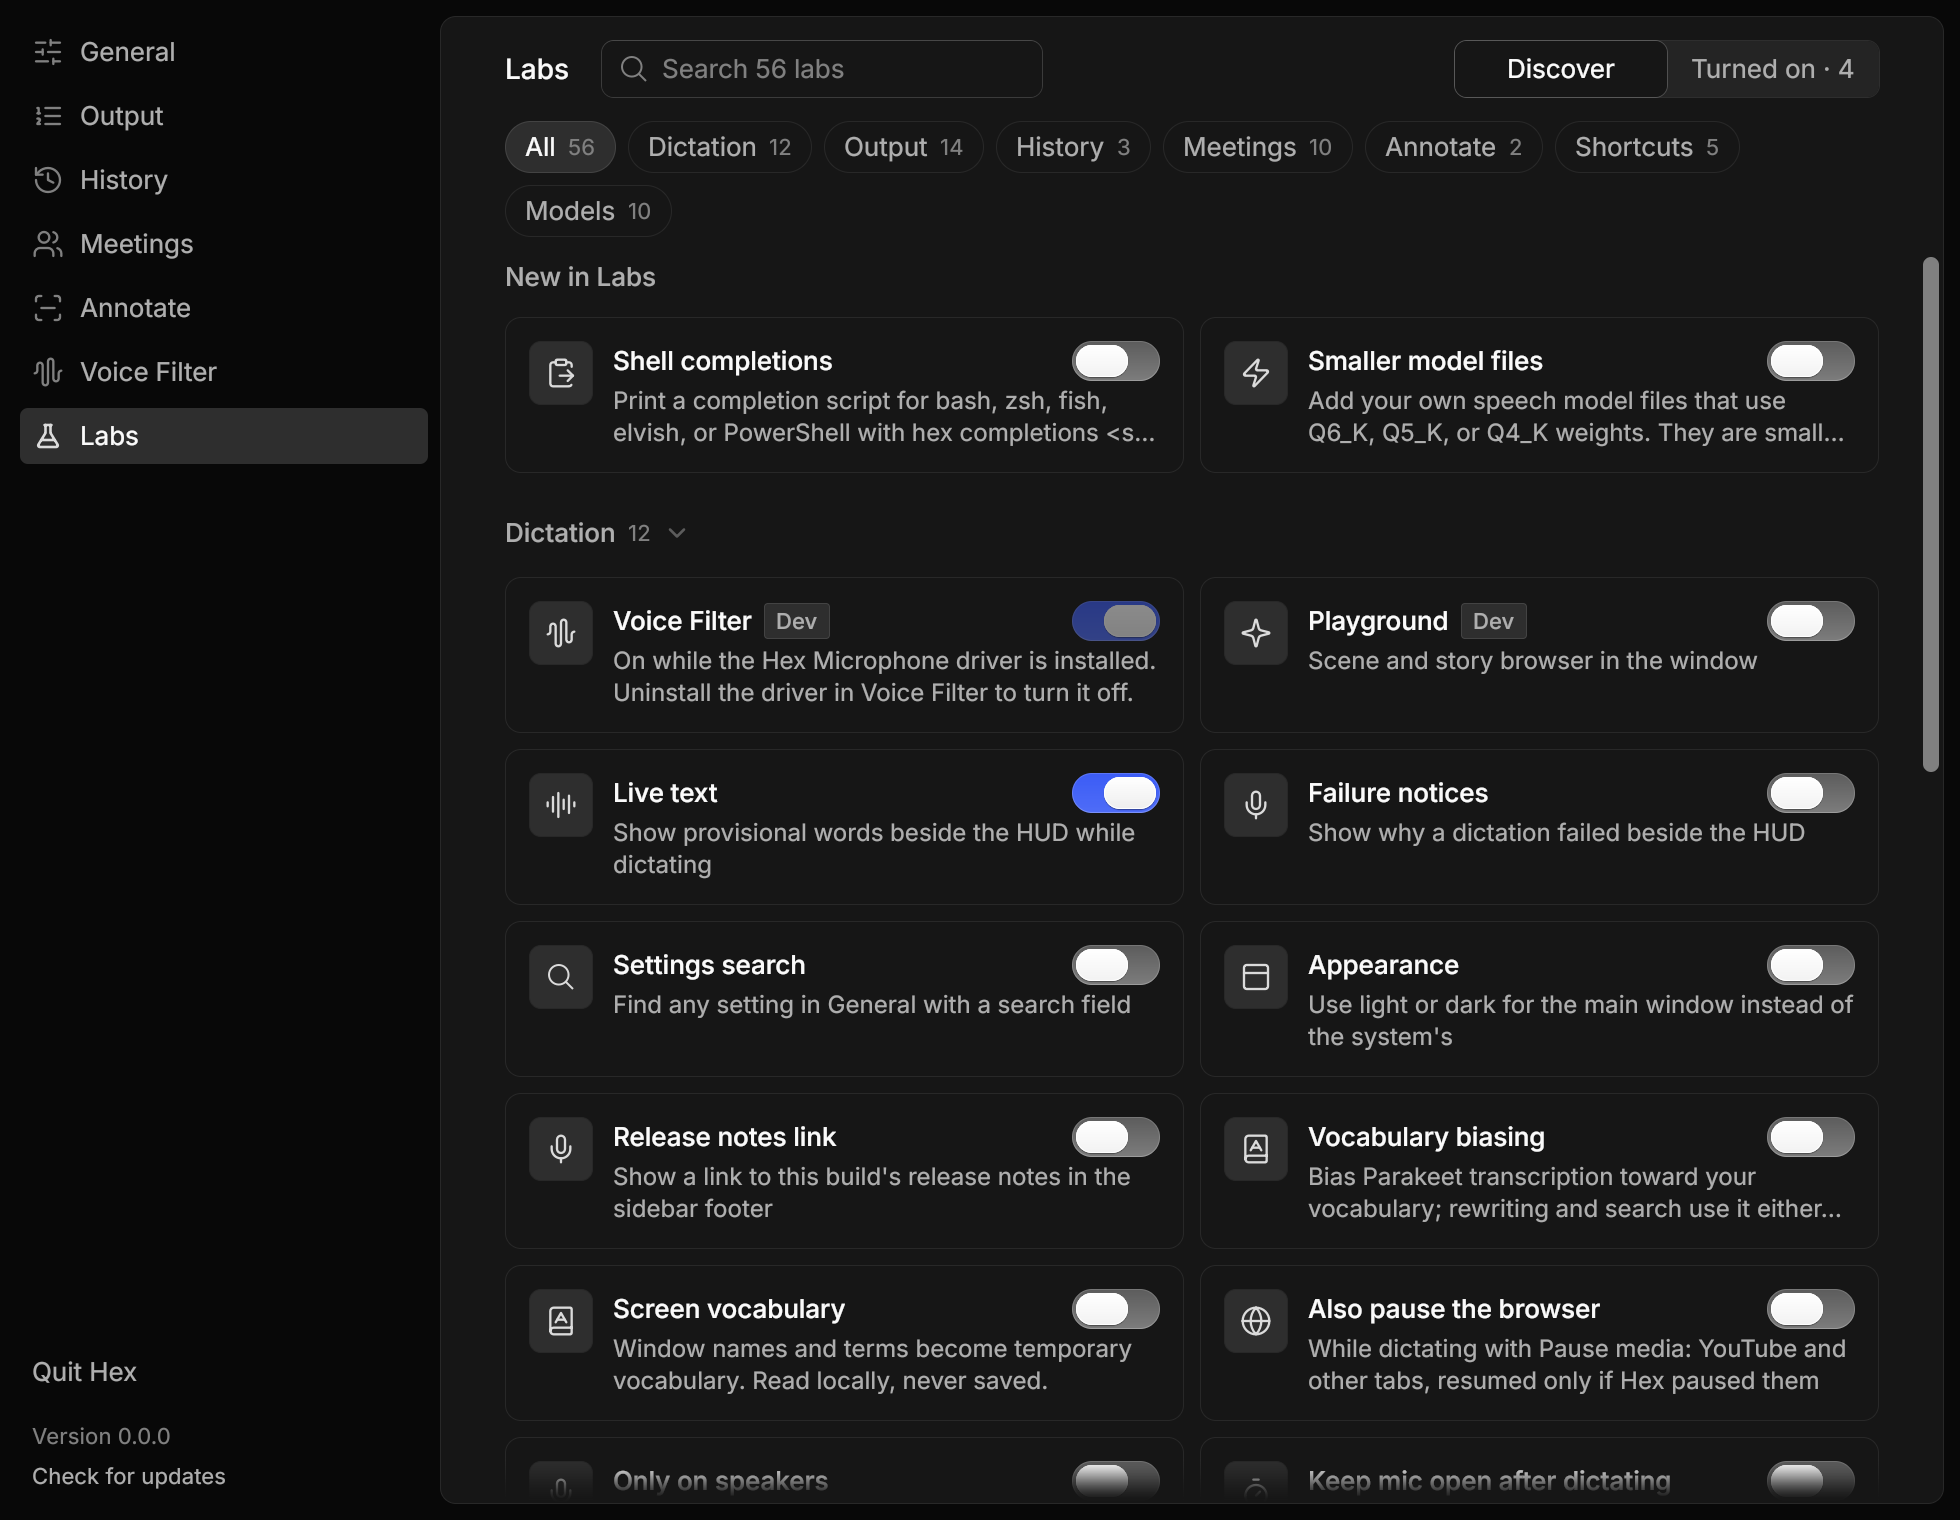 General
Output
History
Meetings
Annotate
Voice Filter
Labs
Quit Hex
Version 0.0.0
Check for updates
Labs
Search 56 labs
Discover
Turned on · 4
All 56
Dictation 12
Output 14
History 3
Meetings 10
Annotate 2
Shortcuts 5
Models 10
New in Labs
Shell completions
Print a completion script for bash, zsh, fish,
elvish, or PowerShell with hex completions <s...
Smaller model files
Add your own speech model files that use
Q6_K, Q5_K, or Q4_K weights. They are small...
Dictation 12
Voice Filter Dev
On while the Hex Microphone driver is installed.
Uninstall the driver in Voice Filter to turn it off.
Playground Dev
Scene and story browser in the window
Live text
Show provisional words beside the HUD while
dictating
Failure notices
Show why a dictation failed beside the HUD
Settings search
Find any setting in General with a search field
Appearance
Use light or dark for the main window instead of
the system's
Release notes link
Show a link to this build's release notes in the
sidebar footer
Vocabulary biasing
Bias Parakeet transcription toward your
vocabulary; rewriting and search use it either...
Screen vocabulary
Window names and terms become temporary
vocabulary. Read locally, never saved.
Also pause the browser
While dictating with Pause media: YouTube and
other tabs, resumed only if Hex paused them
Only on speakers
Keep mic open after dictating